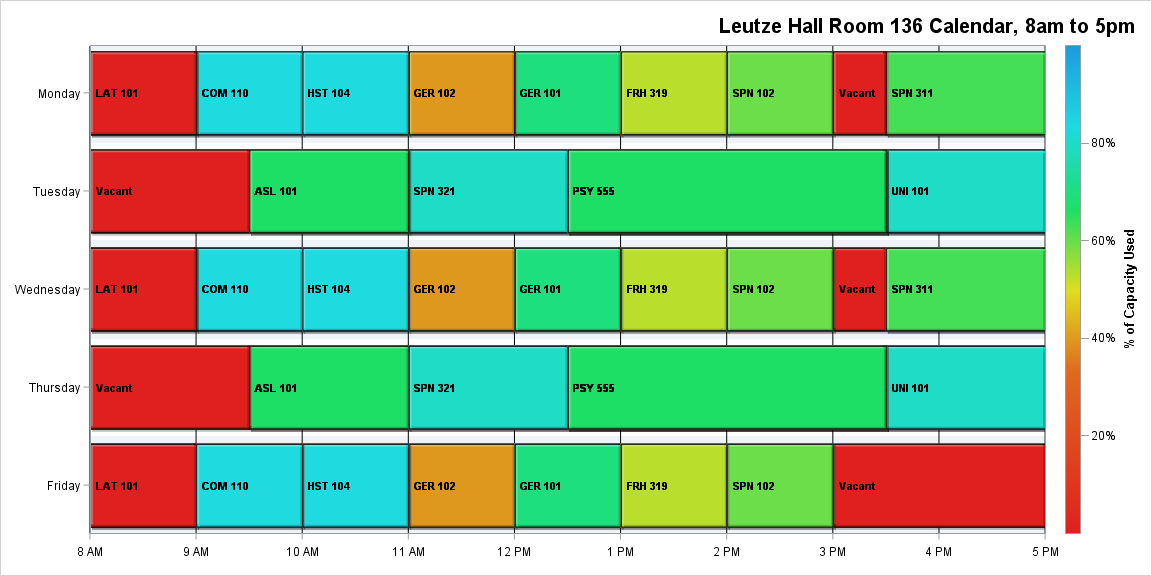 Leutze Hall Room 136 Calendar, 8am to 5pm
Monday
LAT 101
COM 110
HST 104
GER 102
GER 101
FRH 319
SPN 102
Vacant
SPN 311
Tuesday
Vacant
ASL 101
SPN 321
PSY 555
UNI 101
Wednesday
LAT 101
COM 110
HST 104
GER 102
GER 101
FRH 319
SPN 102
Vacant
SPN 311
Thursday
Vacant
ASL 101
SPN 321
PSY 555
UNI 101
Friday
LAT 101
COM 110
HST 104
GER 102
GER 101
FRH 319
SPN 102
Vacant
8 AM
9 AM
10 AM
11 AM
12 PM
1 PM
2 PM
3 PM
4 PM
5 PM
80%
60%
40%
20%
% of Capacity Used